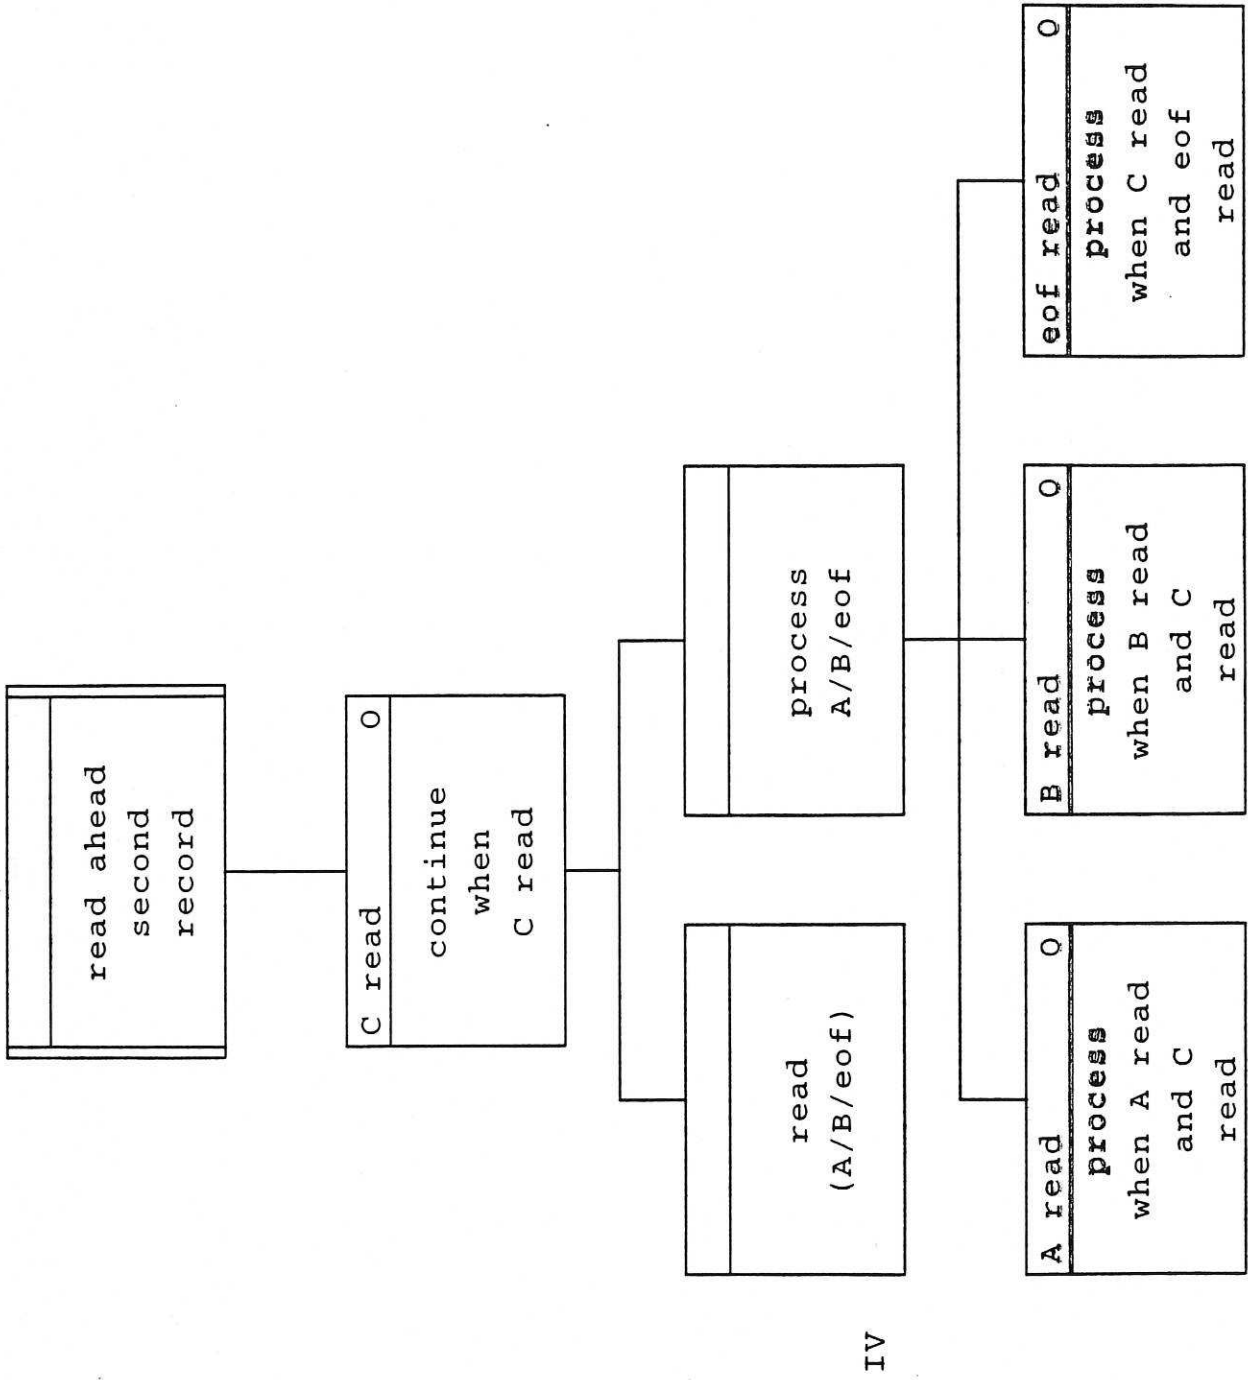 read ahead
second
record
C read O
continue
when
C read
read
(A/B/eof)
process
A/B/eof
IV
A read O
process
when A read
and C
read
B read O
process
when B read
and C
read
eof read O
process
when C read
and eof
read